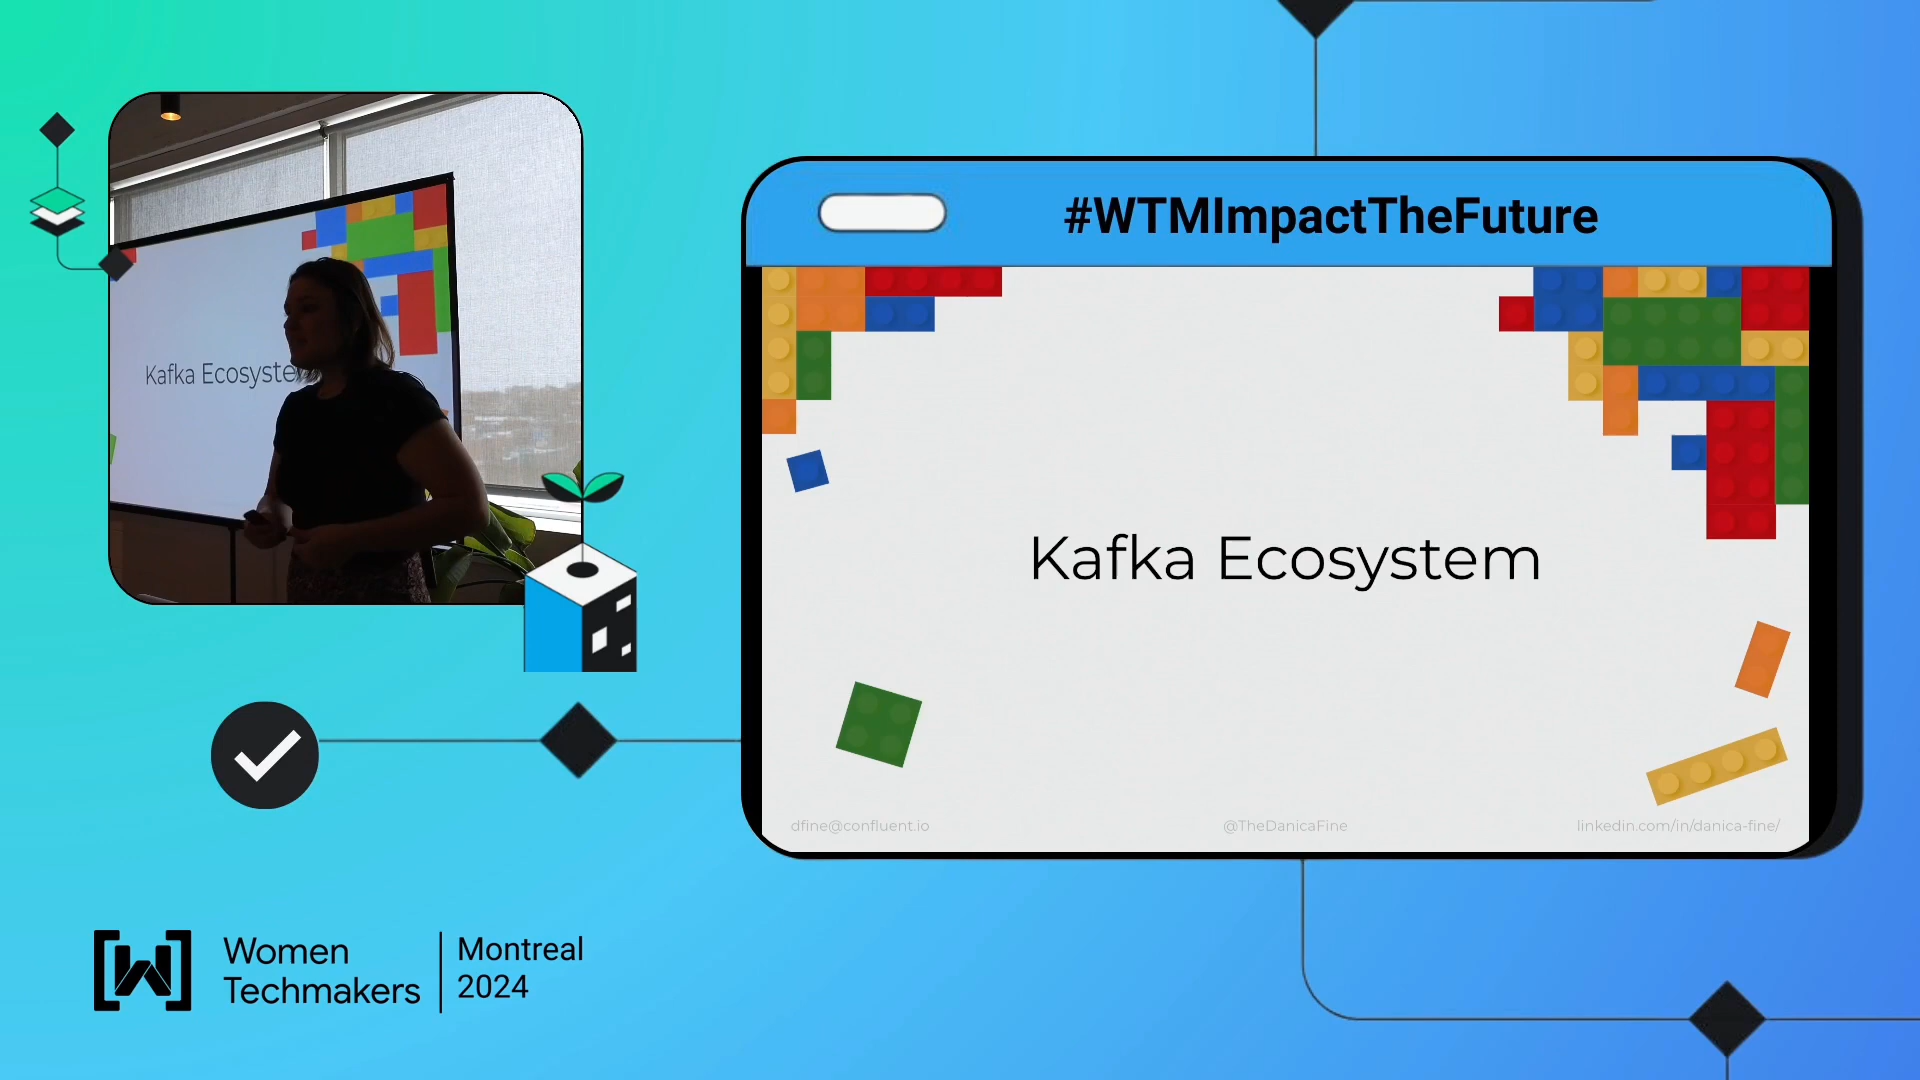 #WTMImpactTheFuture
Kafka Ecosyste
Kafka Ecosystem
dfine@confluent.io
@TheDanicaFine
linkedin.com/in/danica-fine/
Women
Techmakers
Montreal
2024